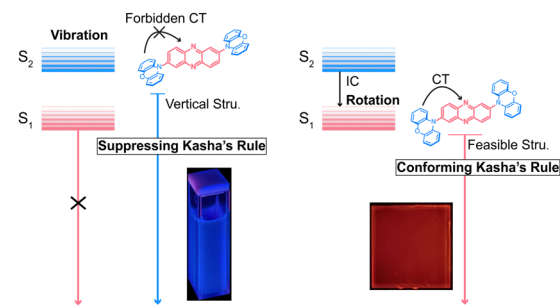 Forbidden CT
Vibration
S2
N
N
N
O
N
O
Vertical Stru.
S1
Suppressing Kasha's Rule
S2
IC
CT
Rotation
S1
N
O
N
N
N
O
Feasible Stru.
Conforming Kasha's Rule